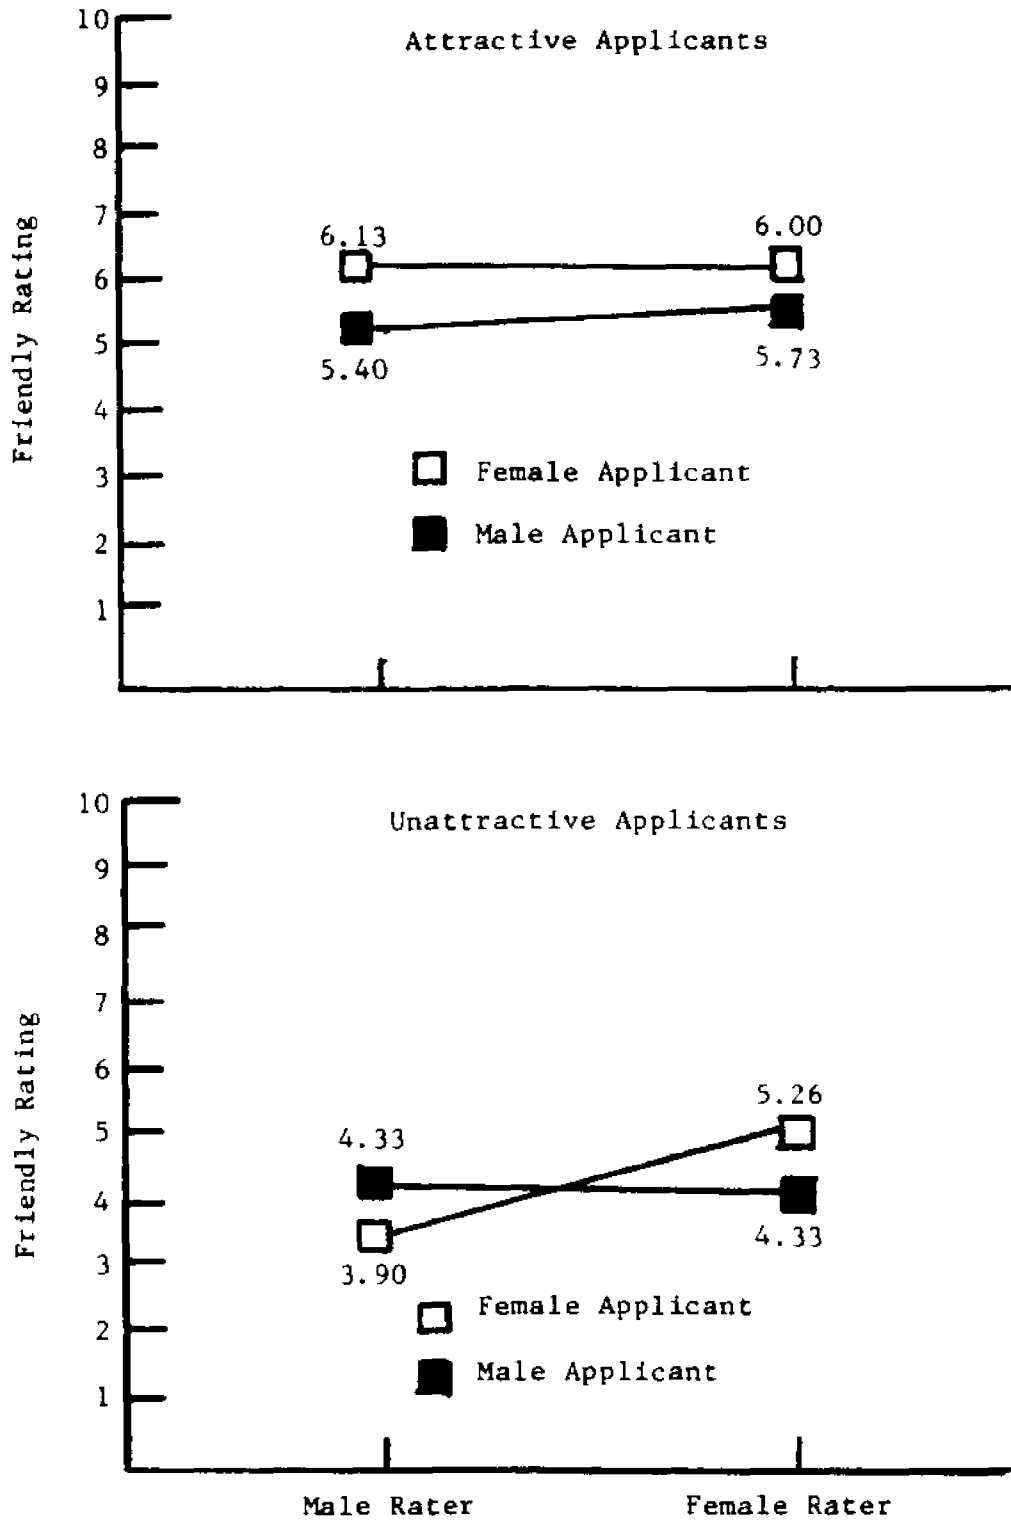 Attractive Applicants
10
9
8
7
6
5
4
3
2
1
Friendly Rating
6.13
6.00
5.40
5.73
Female Applicant
Male Applicant
Unattractive Applicants
10
9
8
7
6
5
4
3
2
1
Friendly Rating
5.26
4.33
4.33
3.90
Female Applicant
Male Applicant
Male Rater
Female Rater